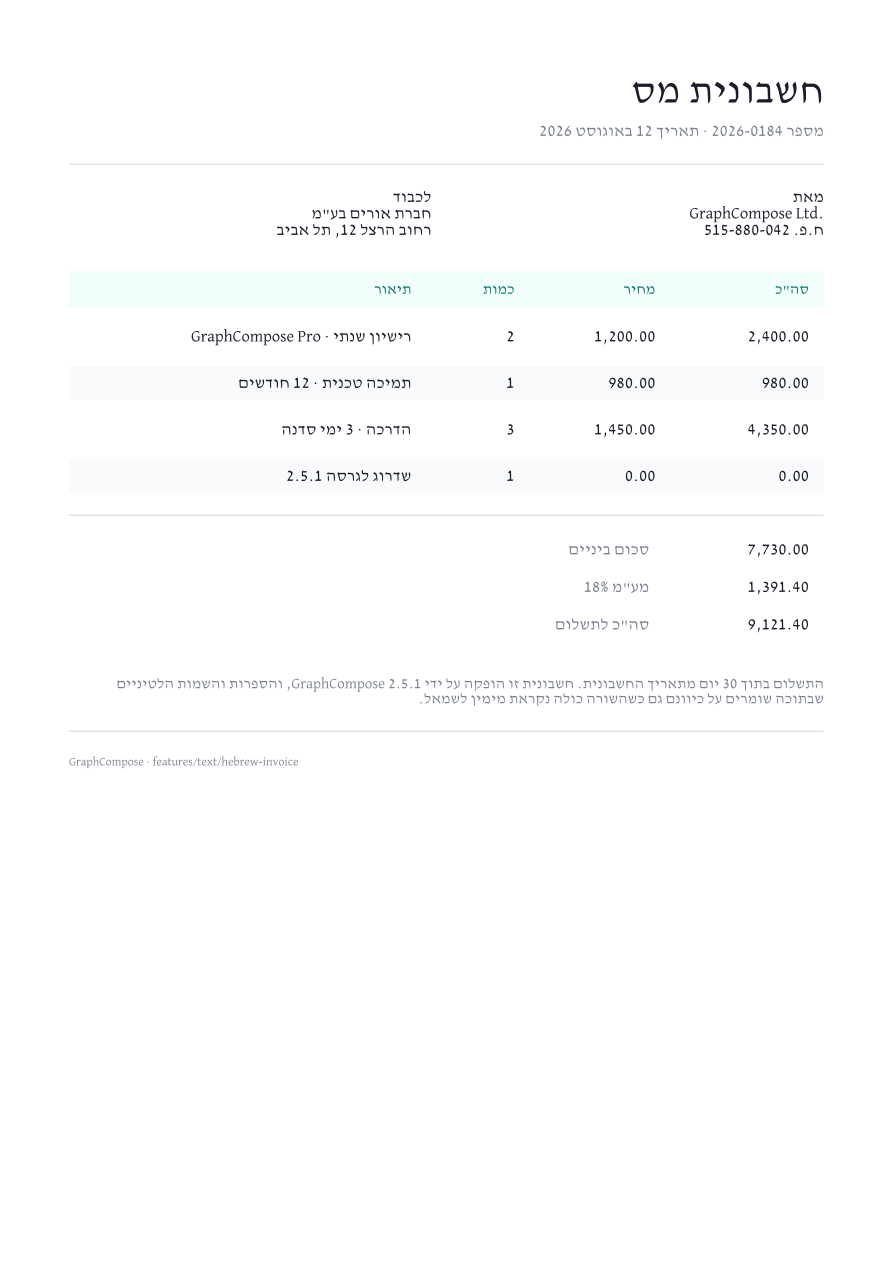 חשבונית מס
מספר 2026-0184 · תאריך 12 באוגוסט 2026
מאת
GraphCompose Ltd.
ח.פ. 515-880-042
לכבוד
חברת אורים בע"מ
רחוב הרצל 12, תל אביב
סה"כ מחיר כמות תיאור
2,400.00 1,200.00 2 רישיון שנתי · GraphCompose Pro
980.00 980.00 1 תמיכה טכנית · 12 חודשים
4,350.00 1,450.00 3 הדרכה · 3 ימי סדנה
0.00 0.00 1 שדרוג לגרסה 2.5.1
7,730.00 סכום ביניים
1,391.40 מע"מ 18%
9,121.40 סה"כ לתשלום
התשלום בתוך 30 יום מתאריך החשבונית. חשבונית זו הופקה על ידי GraphCompose 2.5.1, והספרות והשמות הלטיניים
שבתוכה שומרים על כיוונם גם כשהשורה כולה נקראת מימין לשמאל.
GraphCompose · features/text/hebrew-invoice